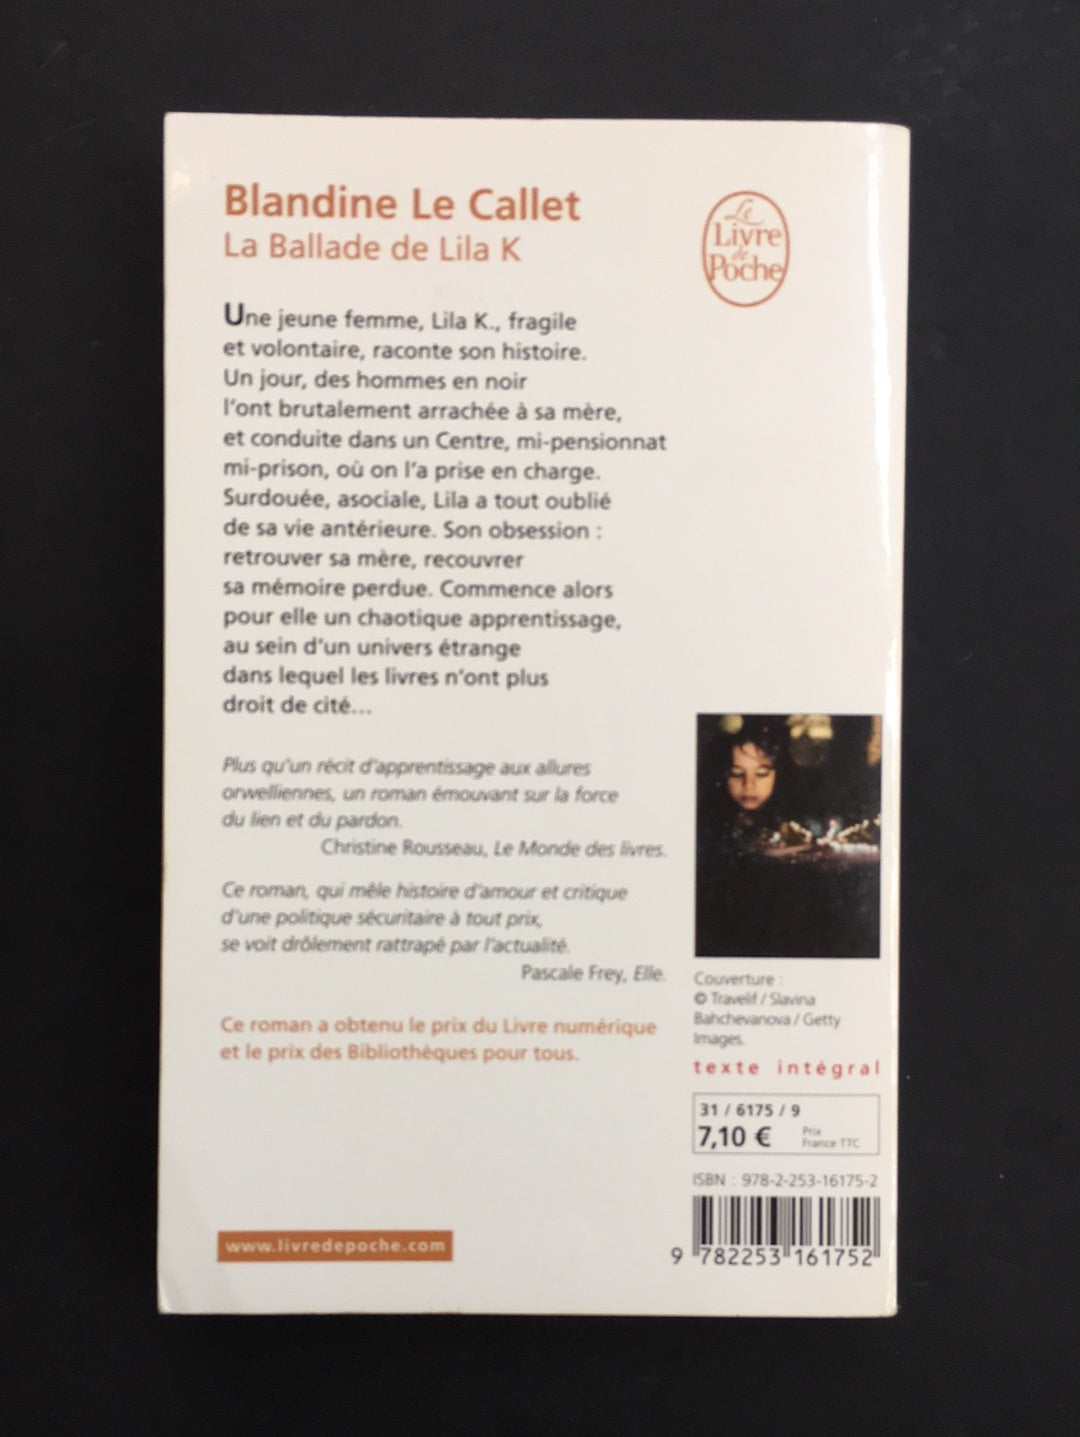 Blandine Le Callet
La Ballade de Lila K
Le
Livre
de
Poche
Une jeune femme, Lila K., fragile
et volontaire, raconte son histoire.
Un jour, des hommes en noir
l'ont brutalement arrachée à sa mère,
et conduite dans un Centre, mi-pensionnat
mi-prison, où on l'a prise en charge.
Surdouée, asociale, Lila a tout oublié
de sa vie antérieure. Son obsession :
retrouver sa mère, recouvrer
sa mémoire perdue. Commence alors
pour elle un chaotique apprentissage,
au sein d'un univers étrange
dans lequel les livres n'ont plus
droit de cité...
Plus qu'un récit d'apprentissage aux allures
orwelliennes, un roman émouvant sur la force
du lien et du pardon.
Christine Rousseau, Le Monde des livres.
Ce roman, qui mêle histoire d'amour et critique
d'une politique sécuritaire à tout prix,
se voit drôlement rattrapé par l'actualité.
Pascale Frey, Elle.
Ce roman a obtenu le prix du Livre numérique
et le prix des Bibliothèques pour tous.
www.livredepoche.com
Couverture :
© Travelif / Slavina
Bahchevanova / Getty
Images.
texte intégral
31 / 6175 / 9
7,10 €
Prix
France TTC
ISBN : 978-2-253-16175-2
9 782253 161752